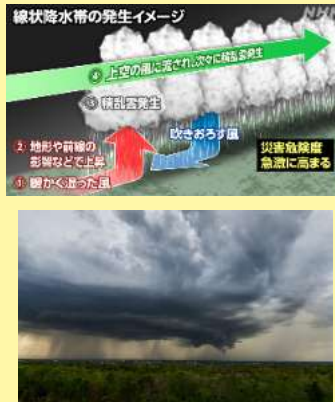 線状降水帯の発生イメージ
NHK
④ 上空の風に流され次々に積乱雲発生
③ 積乱雲発生
② 地形や前線の
影響などで上昇
吹きおろす風
① 暖かく湿った風
災害危険度
急激に高まる